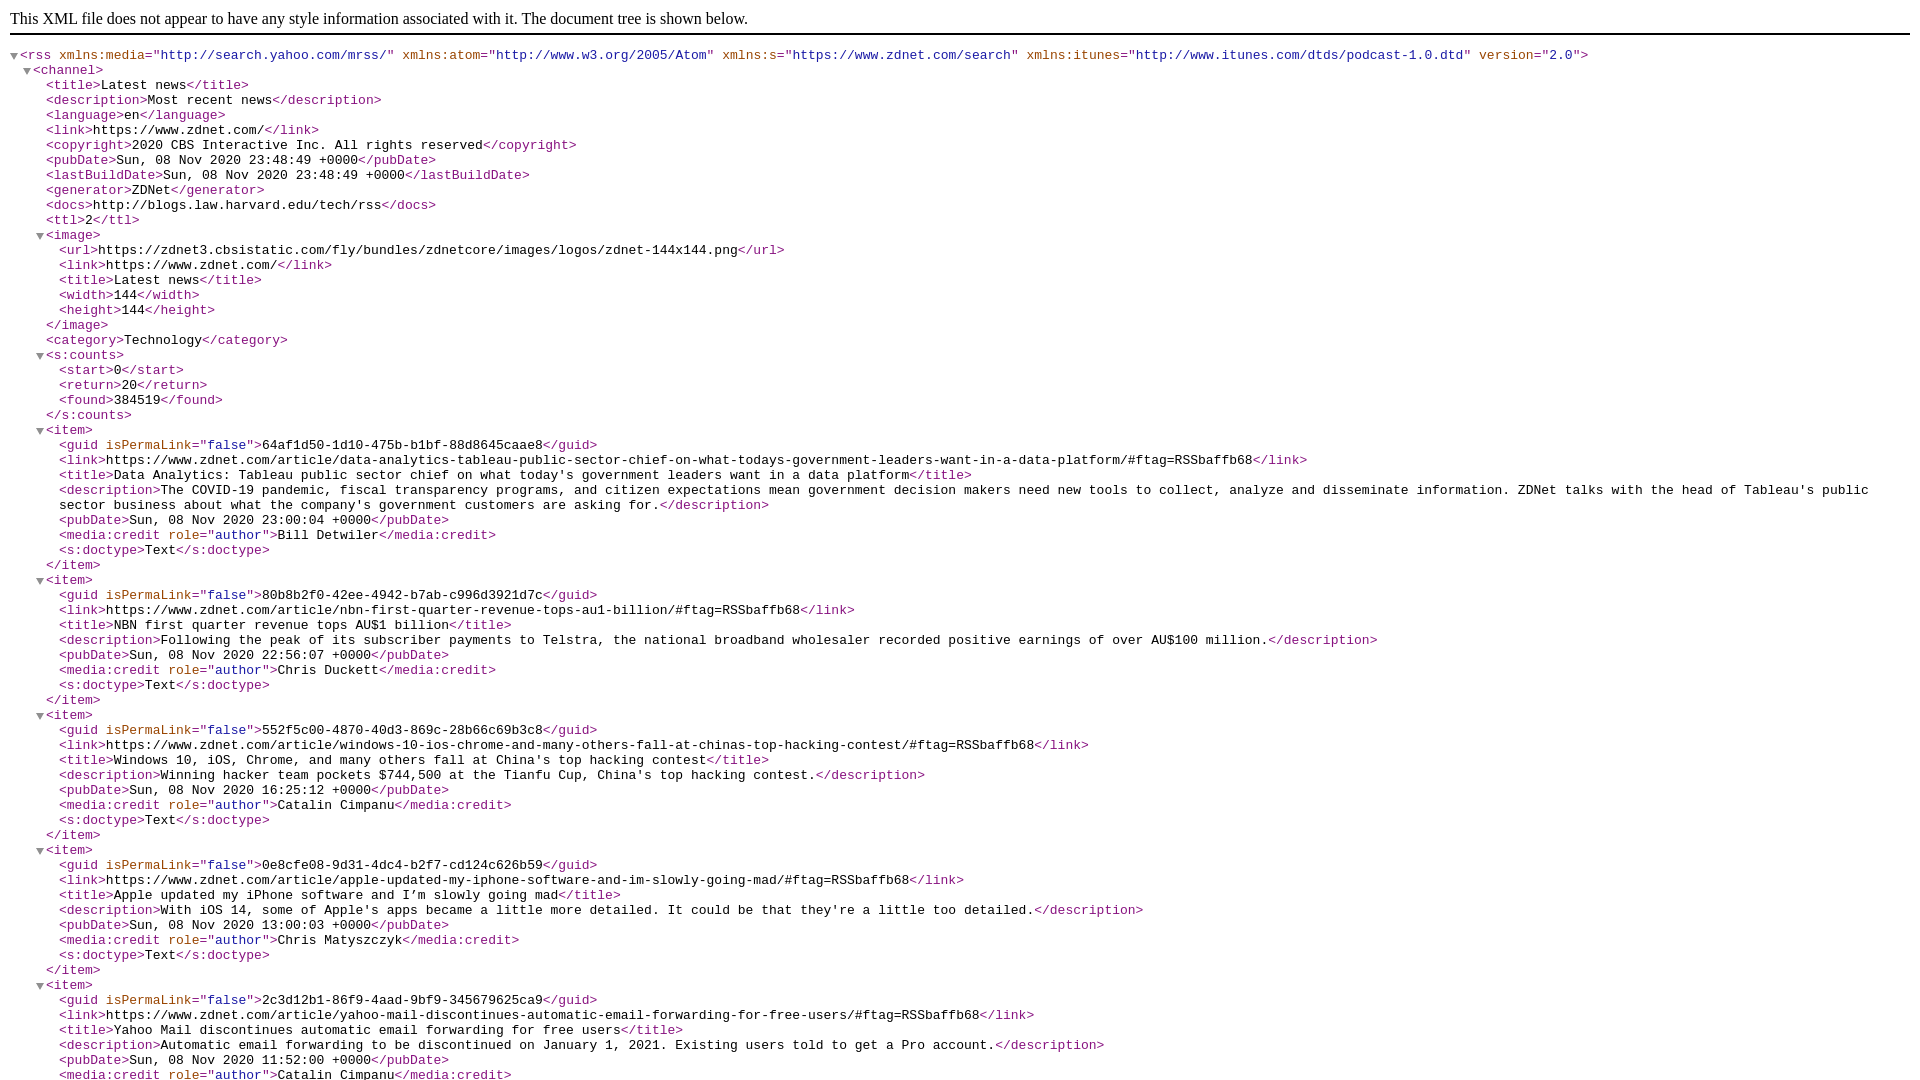 This XML file does not appear to have any style information associated with it. The document tree is shown below.
<rss xmlns:media="http://search.yahoo.com/mrss/" xmlns:atom="http://www.w3.org/2005/Atom" xmlns:s="https://www.zdnet.com/search" xmlns:itunes="http://www.itunes.com/dtds/podcast-1.0.dtd" version="2.0">
<channel>
<title>Latest news</title>
<description>Most recent news</description>
<language>en</language>
<link>https://www.zdnet.com/</link>
<copyright>2020 CBS Interactive Inc. All rights reserved</copyright>
<pubDate>Sun, 08 Nov 2020 23:48:49 +0000</pubDate>
<lastBuildDate>Sun, 08 Nov 2020 23:48:49 +0000</lastBuildDate>
<generator>ZDNet</generator>
<docs>http://blogs.law.harvard.edu/tech/rss</docs>
<ttl>2</ttl>
<image>
<url>https://zdnet3.cbsistatic.com/fly/bundles/zdnetcore/images/logos/zdnet-144x144.png</url>
<link>https://www.zdnet.com/</link>
<title>Latest news</title>
<width>144</width>
<height>144</height>
</image>
<category>Technology</category>
<s:counts>
<start>0</start>
<return>20</return>
<found>384519</found>
</s:counts>
<item>
<guid isPermaLink="false">64af1d50-1d10-475b-b1bf-88d8645caae8</guid>
<link>https://www.zdnet.com/article/data-analytics-tableau-public-sector-chief-on-what-todays-government-leaders-want-in-a-data-platform/#ftag=RSSbaffb68</link>
<title>Data Analytics: Tableau public sector chief on what today's government leaders want in a data platform</title>
<description>The COVID-19 pandemic, fiscal transparency programs, and citizen expectations mean government decision makers need new tools to collect, analyze and disseminate information. ZDNet talks with the head of Tableau's public
sector business about what the company's government customers are asking for.</description>
<pubDate>Sun, 08 Nov 2020 23:00:04 +0000</pubDate>
<media:credit role="author">Bill Detwiler</media:credit>
<s:doctype>Text</s:doctype>
</item>
<item>
<guid isPermaLink="false">80b8b2f0-42ee-4942-b7ab-c996d3921d7c</guid>
<link>https://www.zdnet.com/article/nbn-first-quarter-revenue-tops-au1-billion/#ftag=RSSbaffb68</link>
<title>NBN first quarter revenue tops AU$1 billion</title>
<description>Following the peak of its subscriber payments to Telstra, the national broadband wholesaler recorded positive earnings of over AU$100 million.</description>
<pubDate>Sun, 08 Nov 2020 22:56:07 +0000</pubDate>
<media:credit role="author">Chris Duckett</media:credit>
<s:doctype>Text</s:doctype>
</item>
<item>
<guid isPermaLink="false">552f5c00-4870-40d3-869c-28b66c69b3c8</guid>
<link>https://www.zdnet.com/article/windows-10-ios-chrome-and-many-others-fall-at-chinas-top-hacking-contest/#ftag=RSSbaffb68</link>
<title>Windows 10, iOS, Chrome, and many others fall at China's top hacking contest</title>
<description>Winning hacker team pockets $744,500 at the Tianfu Cup, China's top hacking contest.</description>
<pubDate>Sun, 08 Nov 2020 16:25:12 +0000</pubDate>
<media:credit role="author">Catalin Cimpanu</media:credit>
<s:doctype>Text</s:doctype>
</item>
<item>
<guid isPermaLink="false">0e8cfe08-9d31-4dc4-b2f7-cd124c626b59</guid>
<link>https://www.zdnet.com/article/apple-updated-my-iphone-software-and-im-slowly-going-mad/#ftag=RSSbaffb68</link>
<title>Apple updated my iPhone software and I’m slowly going mad</title>
<description>With iOS 14, some of Apple's apps became a little more detailed. It could be that they're a little too detailed.</description>
<pubDate>Sun, 08 Nov 2020 13:00:03 +0000</pubDate>
<media:credit role="author">Chris Matyszczyk</media:credit>
<s:doctype>Text</s:doctype>
</item>
<item>
<guid isPermaLink="false">2c3d12b1-86f9-4aad-9bf9-345679625ca9</guid>
<link>https://www.zdnet.com/article/yahoo-mail-discontinues-automatic-email-forwarding-for-free-users/#ftag=RSSbaffb68</link>
<title>Yahoo Mail discontinues automatic email forwarding for free users</title>
<description>Automatic email forwarding to be discontinued on January 1, 2021. Existing users told to get a Pro account.</description>
<pubDate>Sun, 08 Nov 2020 11:52:00 +0000</pubDate>
<media:credit role="author">Catalin Cimpanu</media:credit>